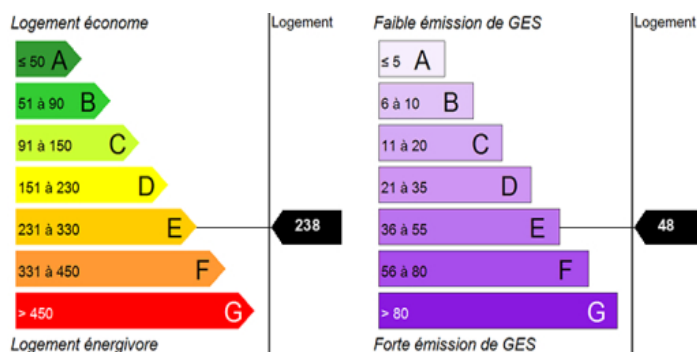 Logement économe
Logement
≤ 50 A
51 à 90 B
91 à 150 C
151 à 230 D
231 à 330 E
238
331 à 450 F
> 450 G
Logement énergivore
Faible émission de GES
Logement
≤ 5 A
6 à 10 B
11 à 20 C
21 à 35 D
36 à 55 E
48
56 à 80 F
> 80 G
Forte émission de GES